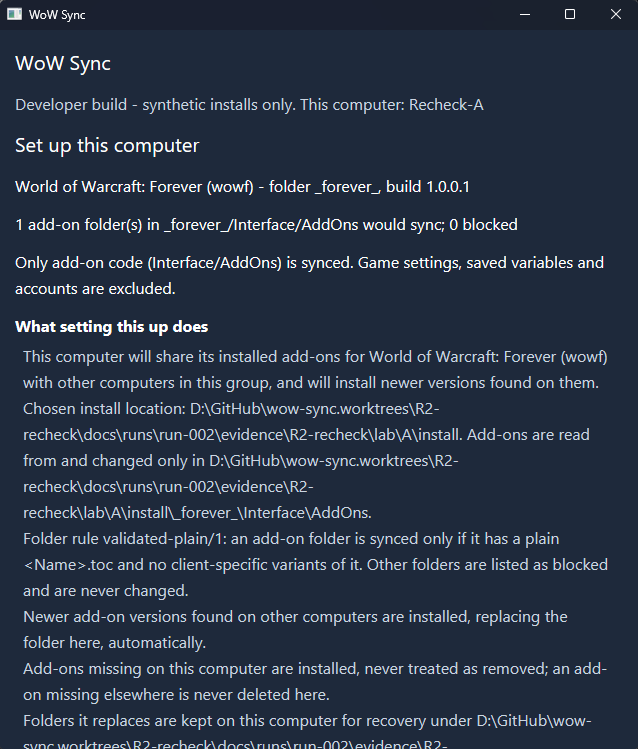 WoW Sync
WoW Sync
Developer build - synthetic installs only. This computer: Recheck-A
Set up this computer
World of Warcraft: Forever (wowf) - folder _forever_, build 1.0.0.1
1 add-on folder(s) in _forever_/Interface/AddOns would sync; 0 blocked
Only add-on code (Interface/AddOns) is synced. Game settings, saved variables and
accounts are excluded.
What setting this up does
This computer will share its installed add-ons for World of Warcraft: Forever (wowf)
with other computers in this group, and will install newer versions found on them.
Chosen install location: D:\GitHub\wow-sync.worktrees\R2-
recheck\docs\runs\run-002\evidence\R2-recheck\lab\A\install. Add-ons are read
from and changed only in D:\GitHub\wow-sync.worktrees\R2-
recheck\docs\runs\run-002\evidence\R2-
recheck\lab\A\install\_forever_\Interface\AddOns.
Folder rule validated-plain/1: an add-on folder is synced only if it has a plain
<Name>.toc and no client-specific variants of it. Other folders are listed as blocked
and are never changed.
Newer add-on versions found on other computers are installed, replacing the
folder here, automatically.
Add-ons missing on this computer are installed, never treated as removed; an add-
on missing elsewhere is never deleted here.
Folders it replaces are kept on this computer for recovery under D:\GitHub\wow-
sync.worktrees\R2-recheck\docs\runs\run-002\evidence\R2-